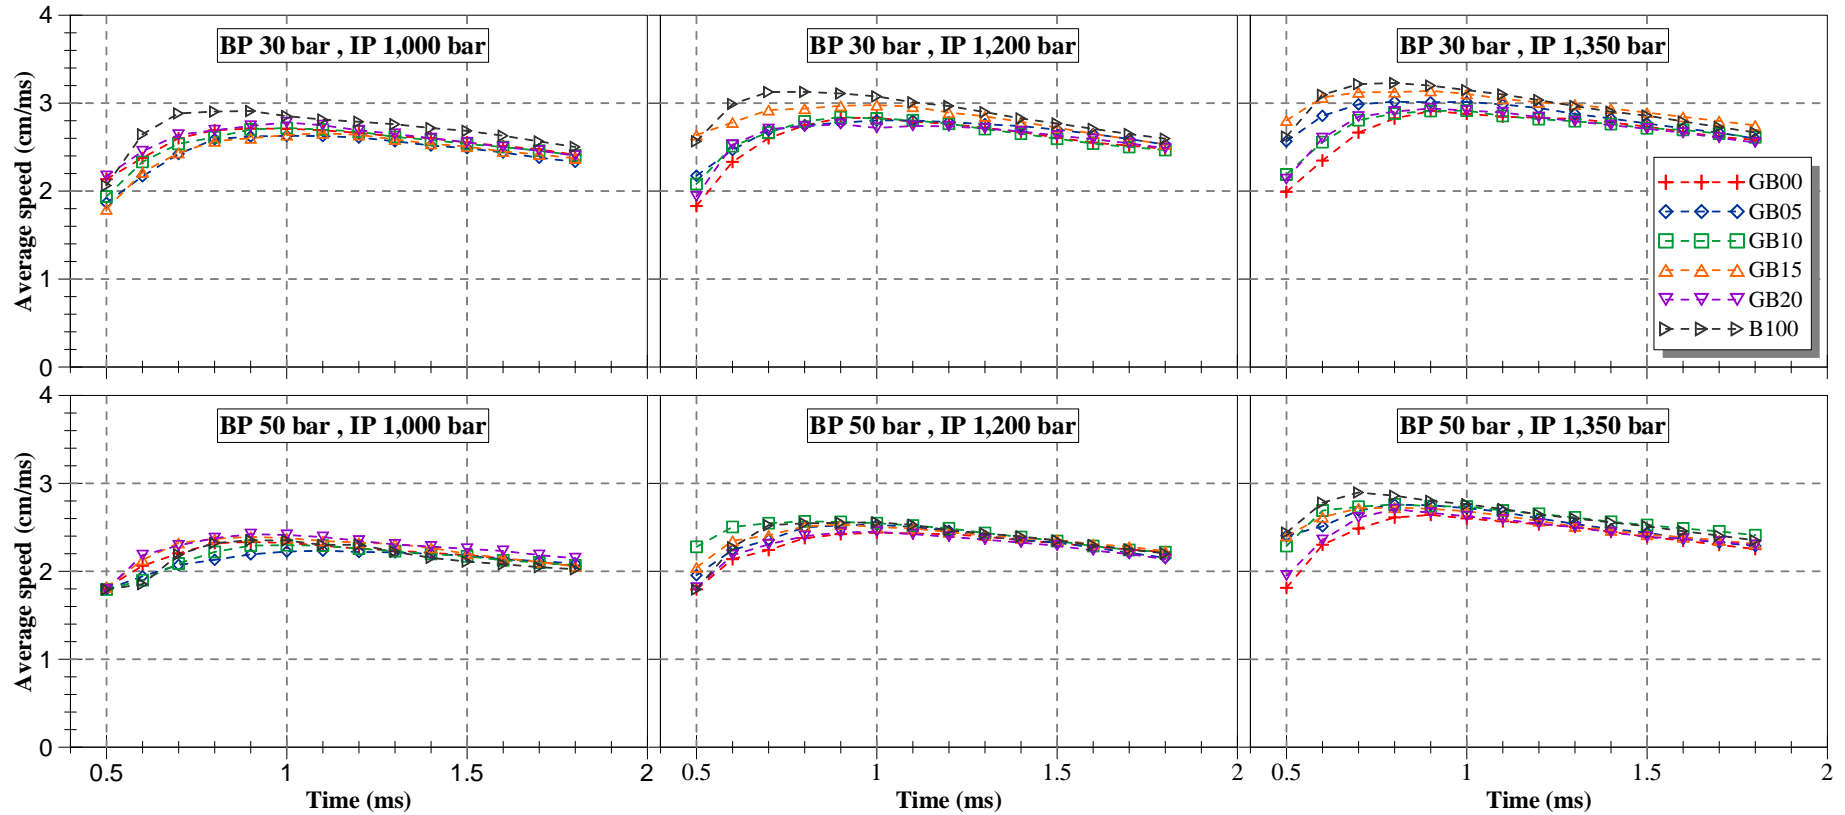 BP 30 bar , IP 1,000 bar
BP 30 bar , IP 1,200 bar
BP 30 bar , IP 1,350 bar
Average speed (cm/ms)
4
3
2
1
0
GB00
GB05
GB10
GB15
GB20
B100
BP 50 bar , IP 1,000 bar
BP 50 bar , IP 1,200 bar
BP 50 bar , IP 1,350 bar
Average speed (cm/ms)
4
3
2
1
0
0.5 1 1.5 2
0.5 1 1.5 2
0.5 1 1.5 2
Time (ms)
Time (ms)
Time (ms)